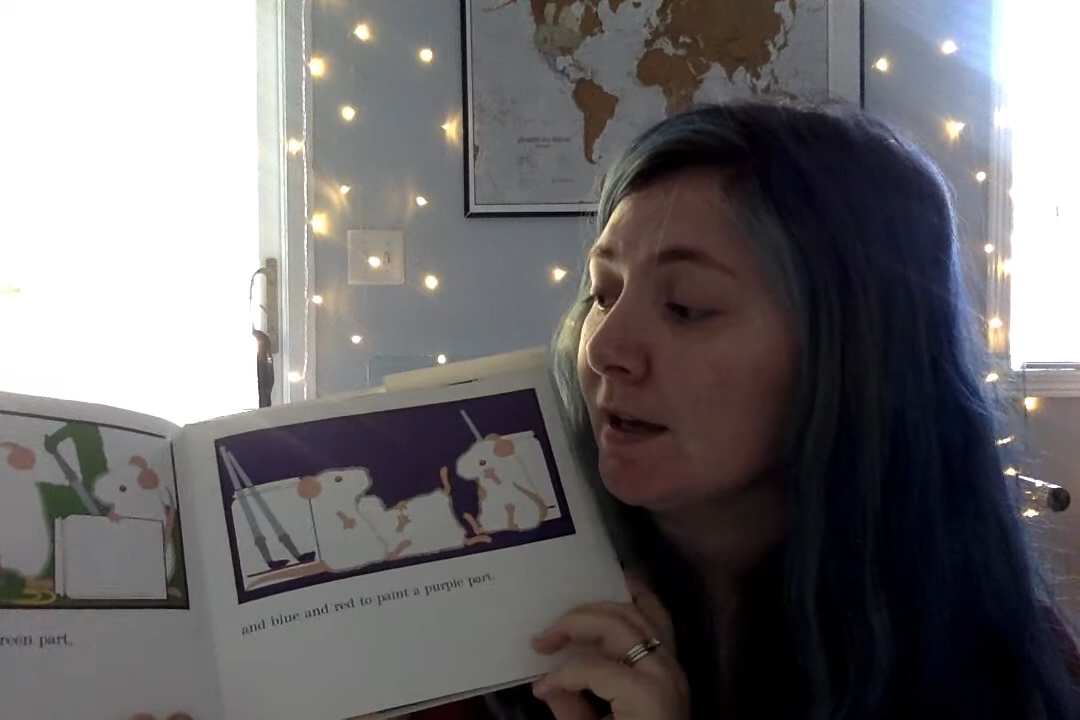 reen part,
and blue and red to paint a purple part.